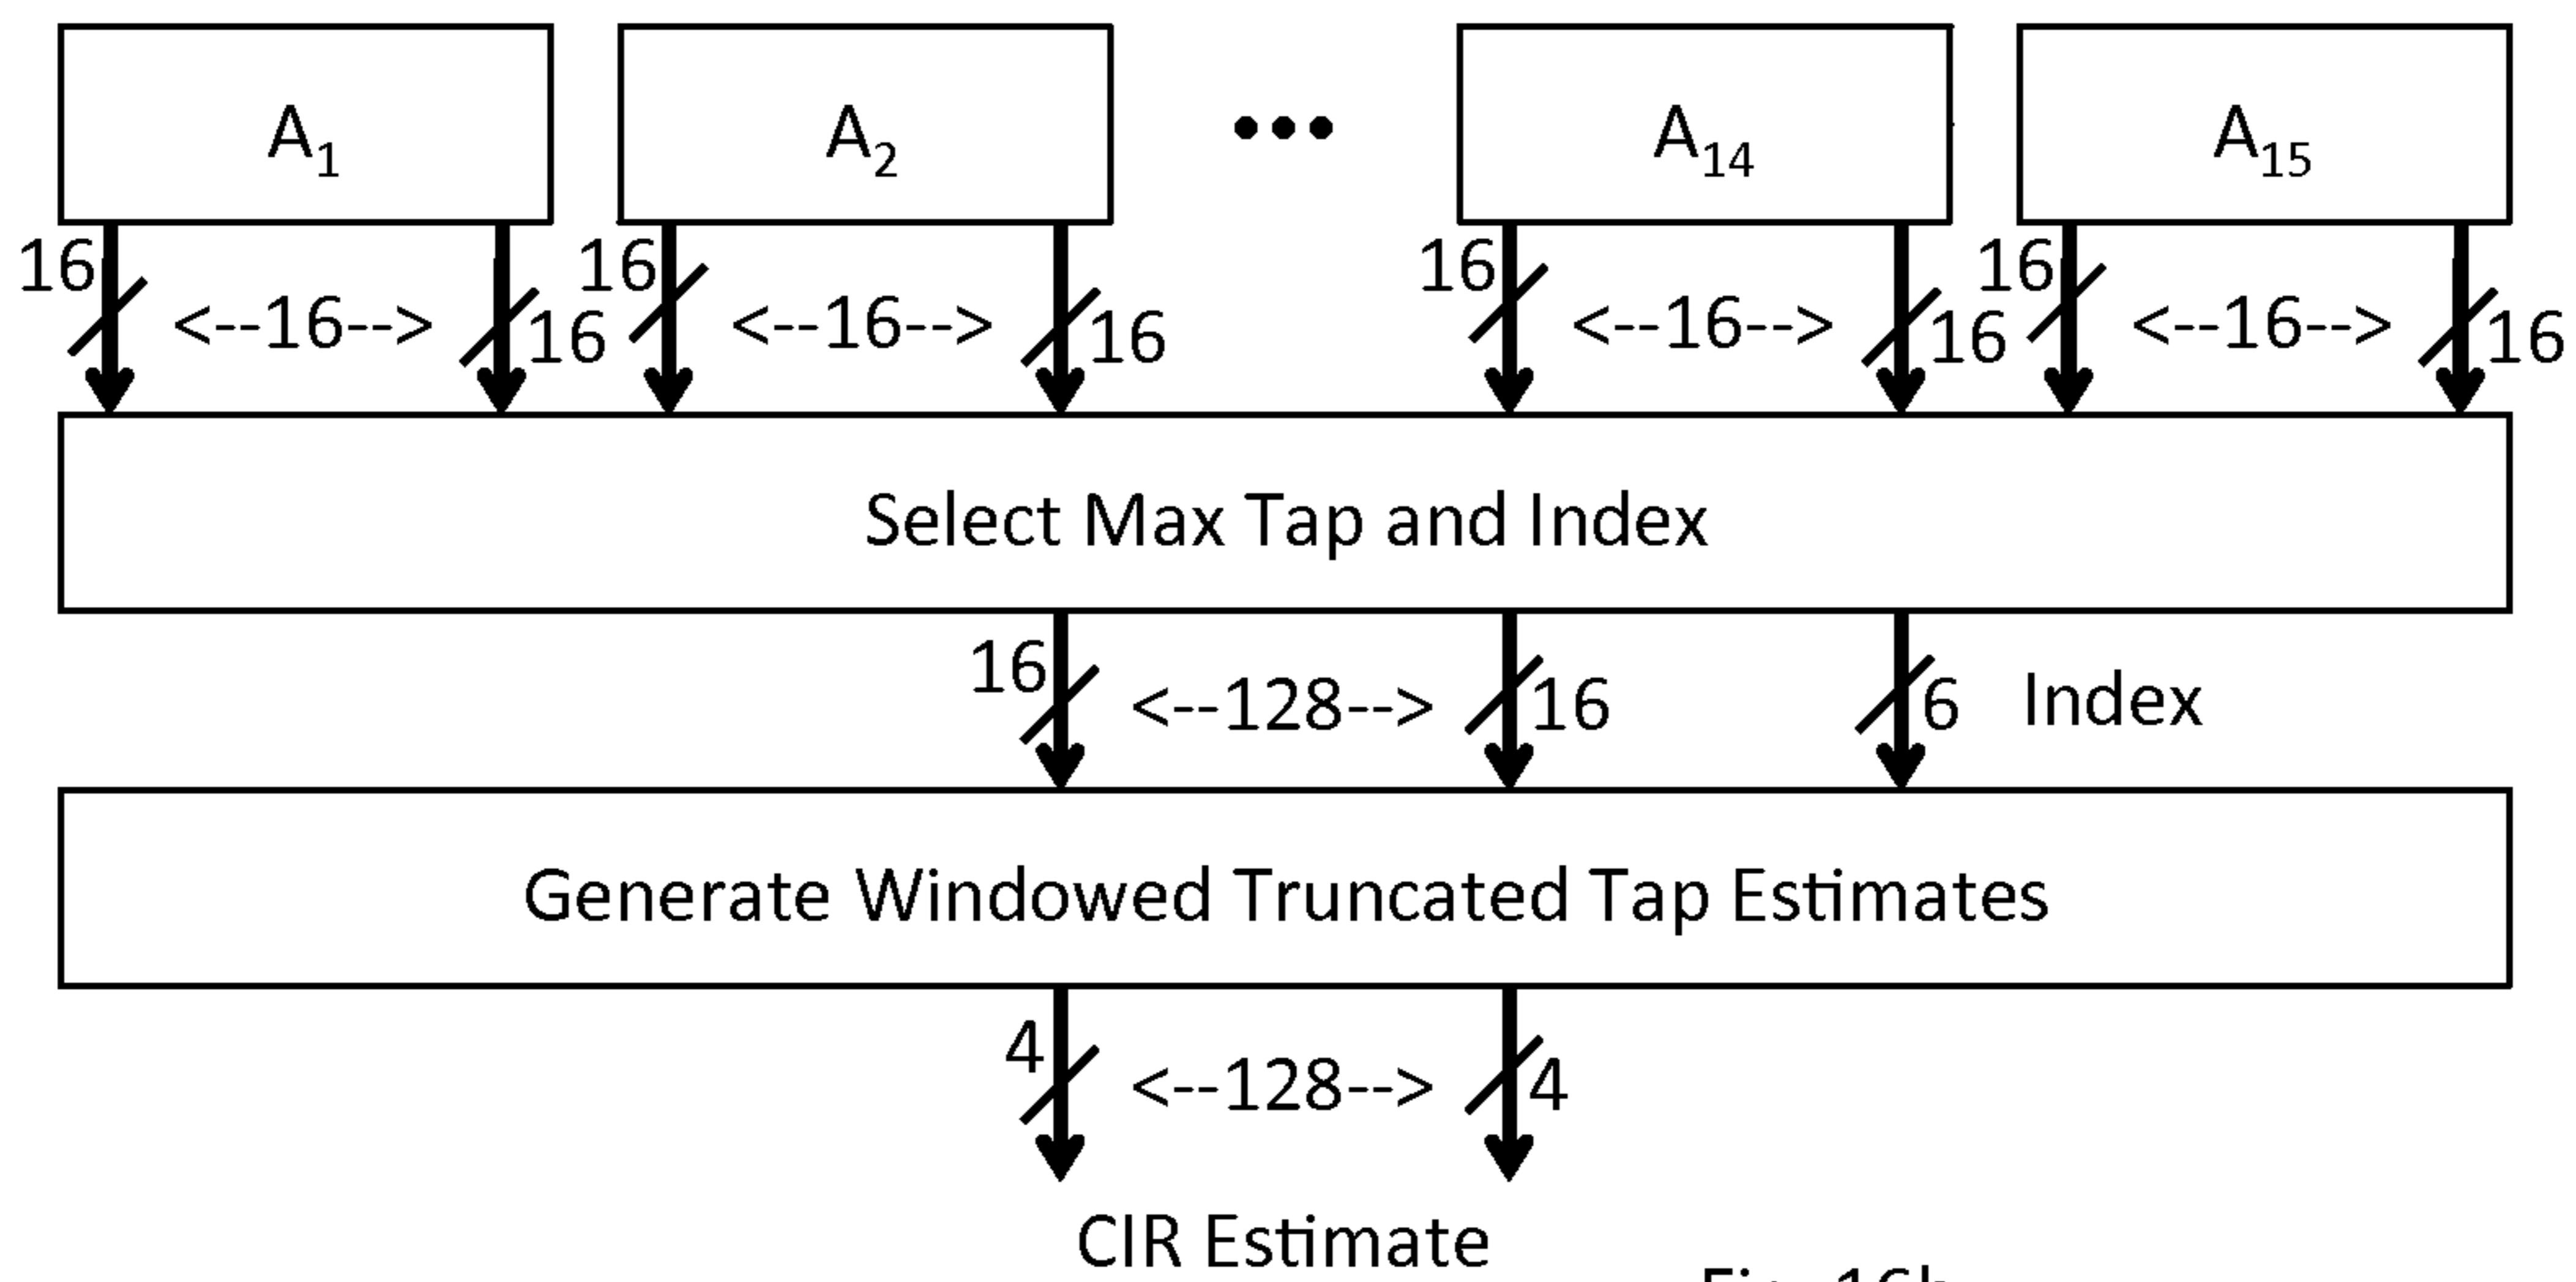 A1 A2 ••• A14 A15
16 <--16--> 16 16 <--16--> 16 16 <--16--> 16 16 <--16--> 16
Select Max Tap and Index
16 <--128--> 16 6 Index
Generate Windowed Truncated Tap Estimates
4 <--128--> 4
CIR Estimate